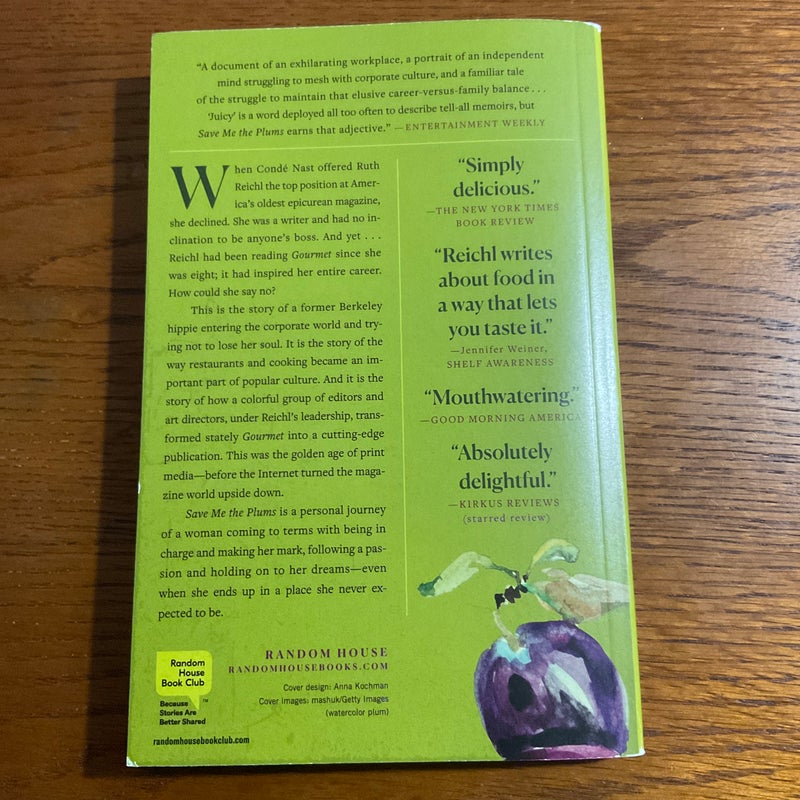 “A document of an exhilarating workplace, a portrait of an independent
mind struggling to mesh with corporate culture, and a familiar tale
of the struggle to maintain that elusive career-versus-family balance . . .
‘Juicy’ is a word deployed all too often to describe tell-all memoirs, but
Save Me the Plums earns that adjective.” —ENTERTAINMENT WEEKLY
When Condé Nast offered Ruth
Reichl the top position at Amer-
ica’s oldest epicurean magazine,
she declined. She was a writer and had no in-
clination to be anyone’s boss. And yet . . .
Reichl had been reading Gourmet since she
was eight; it had inspired her entire career.
How could she say no?
This is the story of a former Berkeley
hippie entering the corporate world and try-
ing not to lose her soul. It is the story of the
way restaurants and cooking became an im-
portant part of popular culture. And it is the
story of how a colorful group of editors and
art directors, under Reichl’s leadership, trans-
formed stately Gourmet into a cutting-edge
publication. This was the golden age of print
media—before the Internet turned the maga-
zine world upside down.
Save Me the Plums is a personal journey
of a woman coming to terms with being in
charge and making her mark, following a pas-
sion and holding on to her dreams—even
when she ends up in a place she never ex-
pected to be.
“Simply
delicious.”
—THE NEW YORK TIMES
BOOK REVIEW
“Reichl writes
about food in
a way that lets
you taste it.”
—Jennifer Weiner,
SHELF AWARENESS
“Mouthwatering.”
—GOOD MORNING AMERICA
“Absolutely
delightful.”
—KIRKUS REVIEWS
(starred review)
Random
House
Book Club
Because
Stories Are
Better Shared ™
randomhousebookclub.com
RANDOM HOUSE
RANDOMHOUSEBOOKS.COM
Cover design: Anna Kochman
Cover images: mashuk/Getty Images
(watercolor plum)